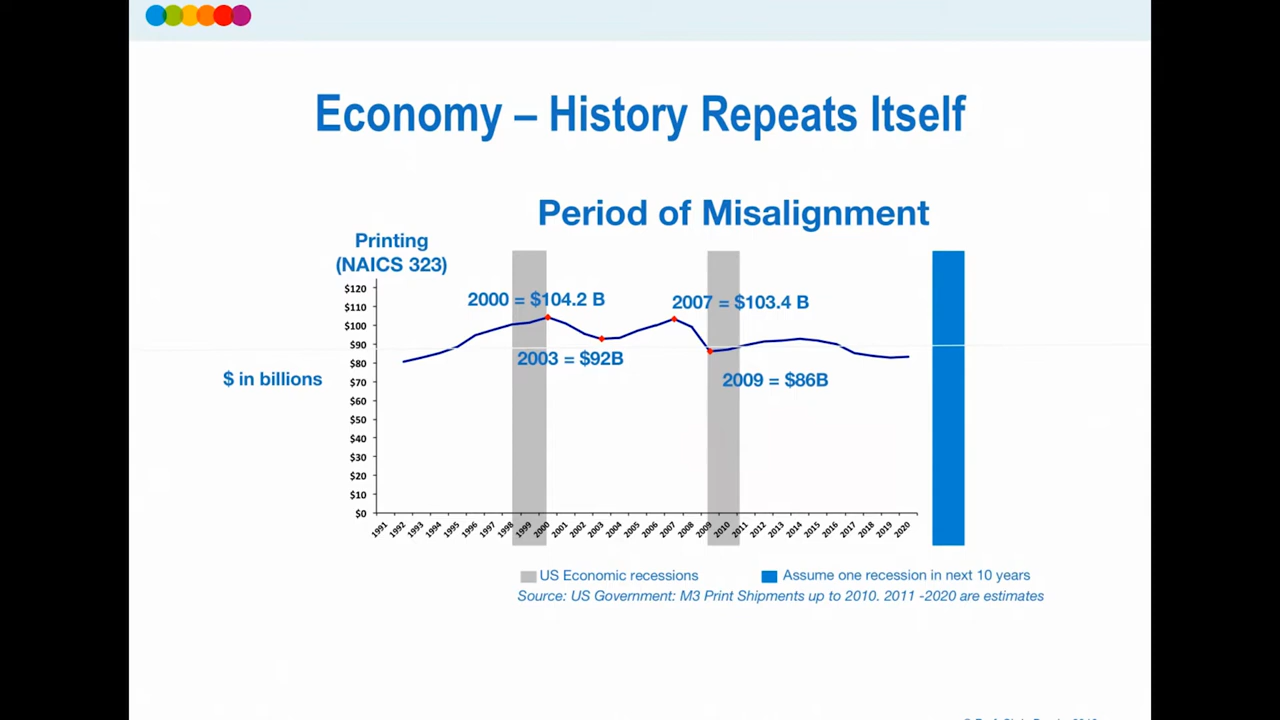 Economy – History Repeats Itself
Period of Misalignment
Printing
(NAICS 323)
$120
$110
$100
$90
$80
$70
$60
$50
$40
$30
$20
$10
$0
$ in billions
2000 = $104.2 B
2007 = $103.4 B
2003 = $92B
2009 = $86B
1991 1992 1993 1994 1995 1996 1997 1998 1999 2000 2001 2002 2003 2004 2005 2006 2007 2008 2009 2010 2011 2012 2013 2014 2015 2016 2017 2018 2019 2020
US Economic recessions
Assume one recession in next 10 years
Source: US Government: M3 Print Shipments up to 2010. 2011 -2020 are estimates